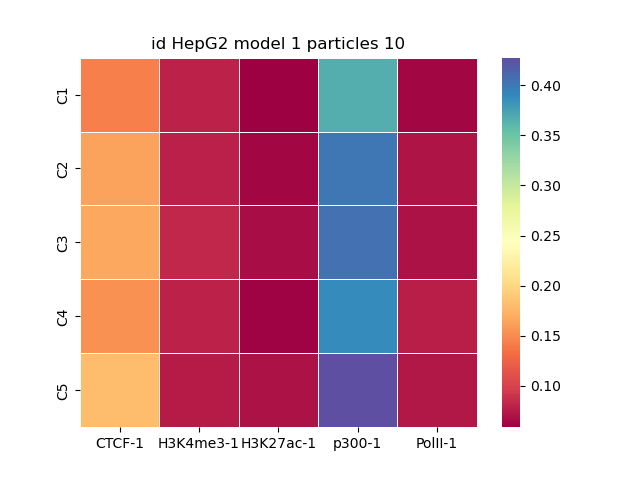 id HepG2 model 1 particles 10
C1
C2
C3
C4
C5
CTCF-1 H3K4me3-1 H3K27ac-1 p300-1 PolII-1
0.40
0.35
0.30
0.25
0.20
0.15
0.10